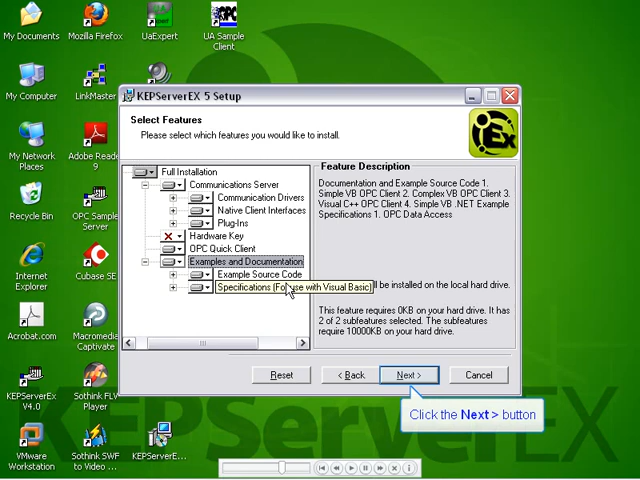 My Documents
Mozilla Firefox
UaExpert
UA Sample
Client
My Computer
LinkMaster
My Network
Places
Adobe Reade
9
Recycle Bin
OPC Sample
Server
Internet
Explorer
Cubase SE
Acrobat.com
Macromedia
Captivate
KEPServerEx
V4.0
Sothink FLV
Player
VMware
Workstation
Sothink SWF
to Video ...
KEPServerE...
KEPServerEX 5 Setup
Select Features
Please select which features you would like to install.
Ex
Full Installation
Communications Server
Communication Drivers
Native Client Interfaces
Plug-Ins
Hardware Key
OPC Quick Client
Examples and Documentation
Example Source Code
Specifications (For use with Visual Basic)
Feature Description
Documentation and Example Source Code 1.
Simple VB OPC Client 2. Complex VB OPC Client 3.
Visual C++ OPC Client 4. Simple VB .NET Example
Specifications 1. OPC Data Access
be installed on the local hard drive.
This feature requires 0KB on your hard drive. It has
2 of 2 subfeatures selected. The subfeatures
require 10000KB on your hard drive.
Reset
< Back
Next >
Cancel
Click the Next > button
KEPServerEX